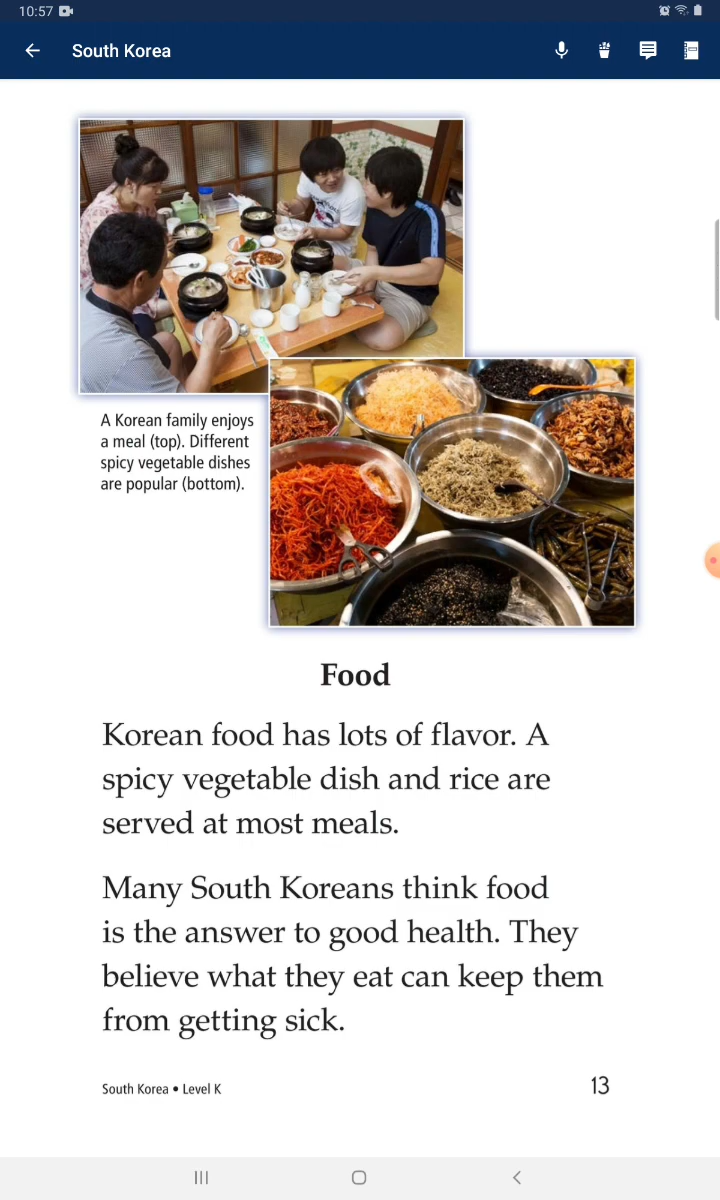 10:57
South Korea
A Korean family enjoys
a meal (top). Different
spicy vegetable dishes
are popular (bottom).
Food
Korean food has lots of flavor. A
spicy vegetable dish and rice are
served at most meals.
Many South Koreans think food
is the answer to good health. They
believe what they eat can keep them
from getting sick.
South Korea • Level K
13